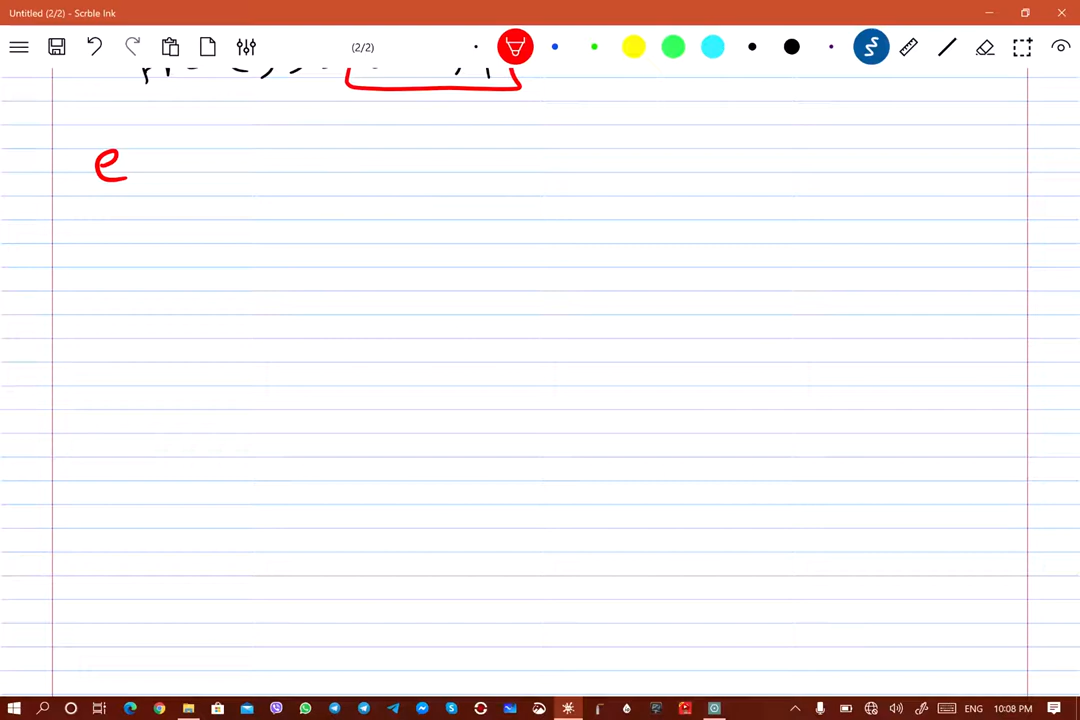 Untitled (2/2) - Scrble Ink
(2/2)
e
ENG
10:08 PM